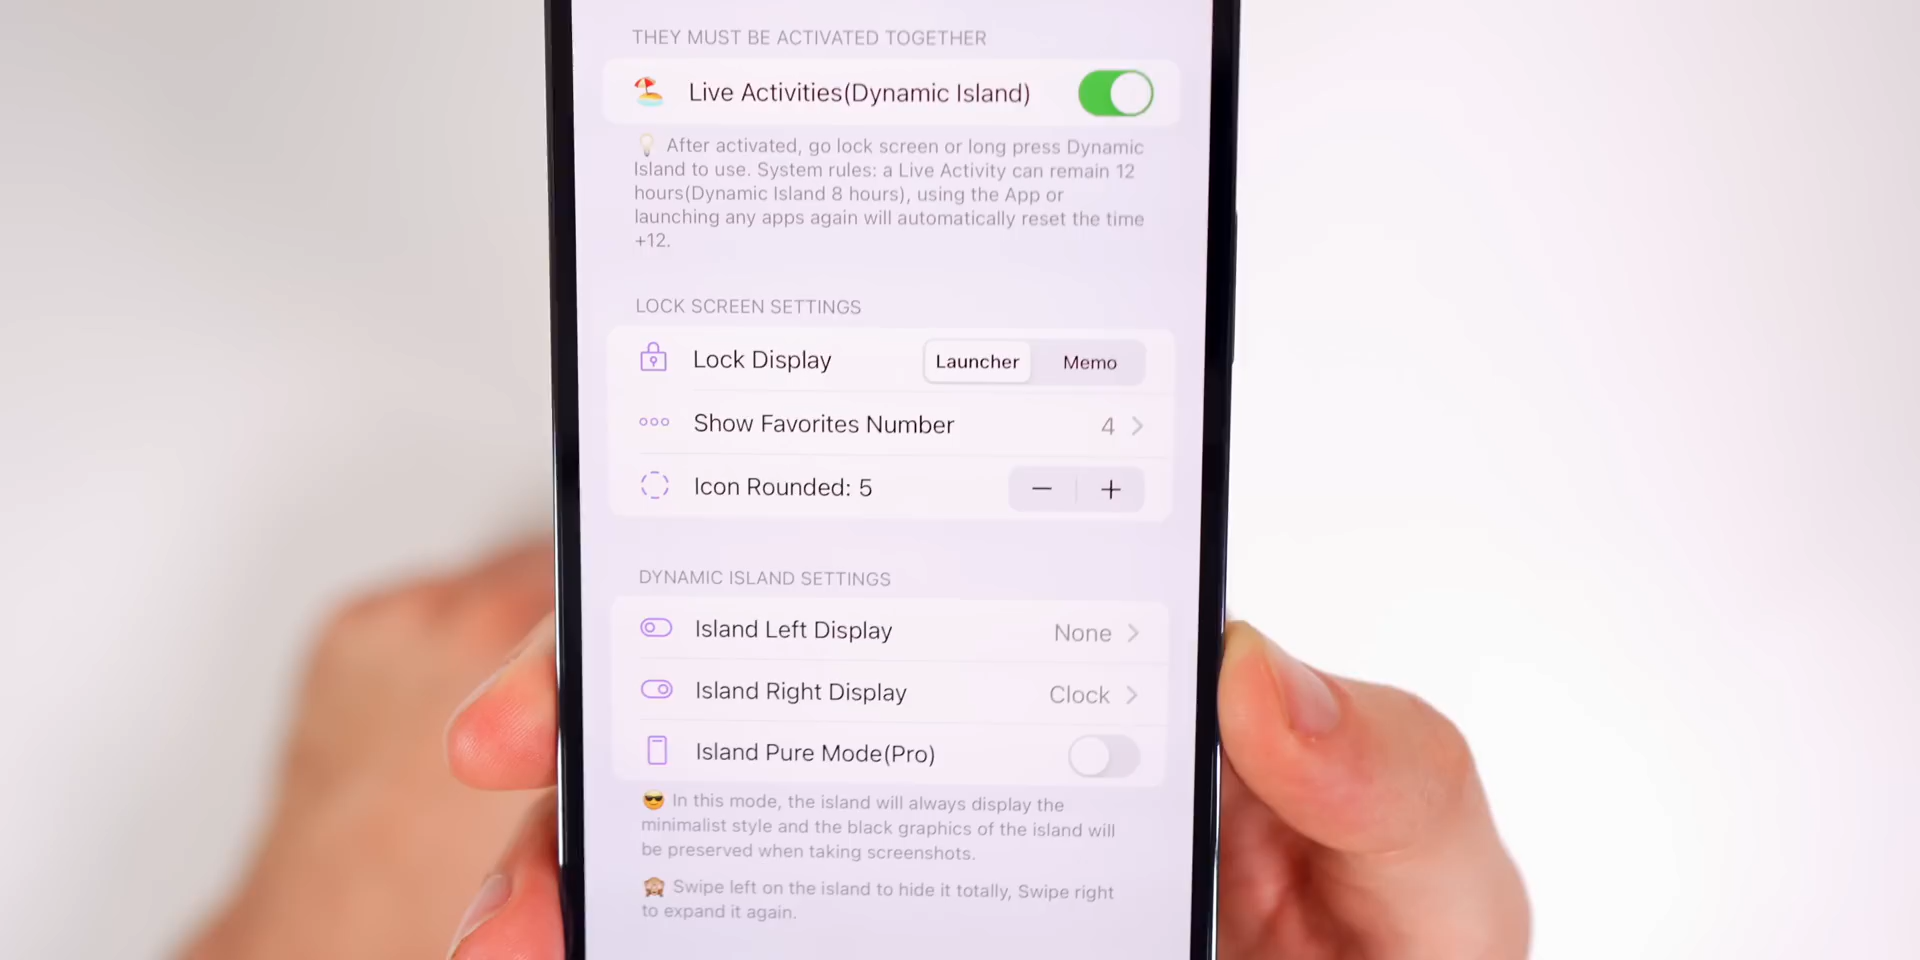 THEY MUST BE ACTIVATED TOGETHER
Live Activities(Dynamic Island)
After activated, go lock screen or long press Dynamic
Island to use. System rules: a Live Activity can remain 12
hours(Dynamic Island 8 hours), using the App or
launching any apps again will automatically reset the time
+12.
LOCK SCREEN SETTINGS
Lock Display Launcher Memo
Show Favorites Number 4
Icon Rounded: 5 − +
DYNAMIC ISLAND SETTINGS
Island Left Display None
Island Right Display Clock
Island Pure Mode(Pro)
In this mode, the island will always display the
minimalist style and the black graphics of the island will
be preserved when taking screenshots.
Swipe left on the island to hide it totally, Swipe right
to expand it again.